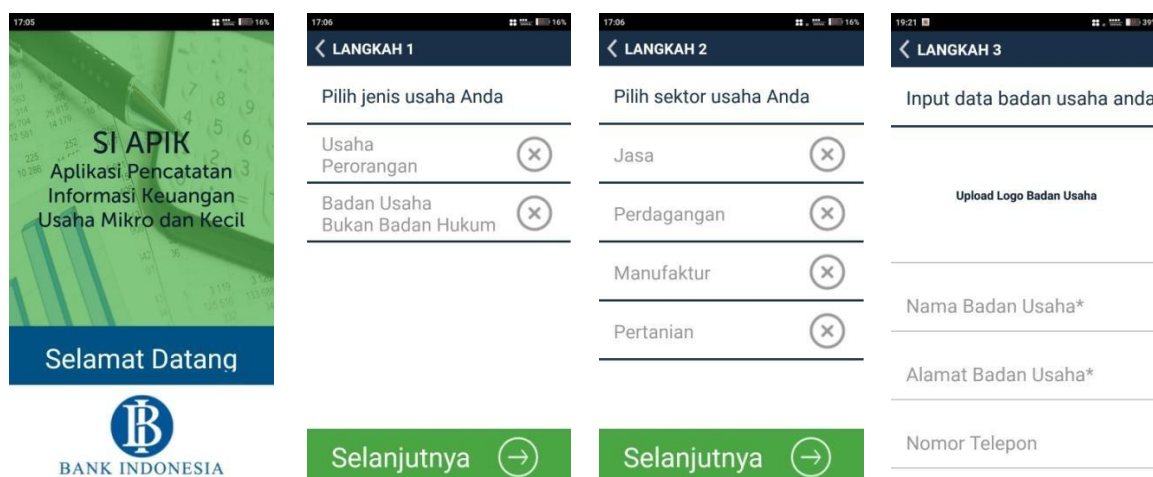 17:05
16%
SI APIK
Aplikasi Pencatatan
Informasi Keuangan
Usaha Mikro dan Kecil
Selamat Datang
BANK INDONESIA
17:06
16%
LANGKAH 1
Pilih jenis usaha Anda
Usaha
Perorangan
Badan Usaha
Bukan Badan Hukum
Selanjutnya
17:06
16%
LANGKAH 2
Pilih sektor usaha Anda
Jasa
Perdagangan
Manufaktur
Pertanian
Selanjutnya
19:21
39%
LANGKAH 3
Input data badan usaha anda
Upload Logo Badan Usaha
Nama Badan Usaha*
Alamat Badan Usaha*
Nomor Telepon